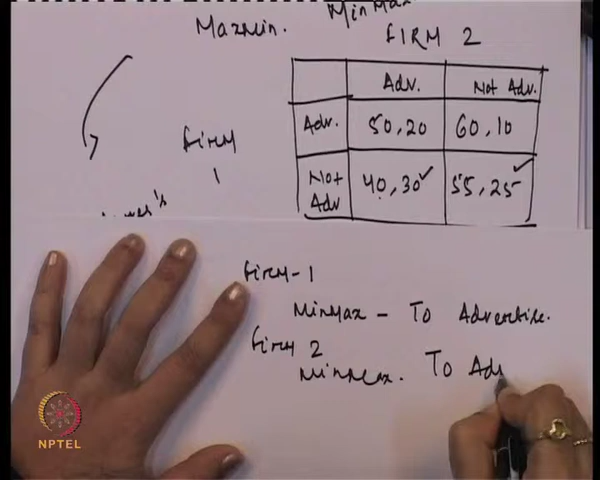 MaxMin. MinMax
FIRM 2
Adv. Not Adv.
Adv. 50,20 60,10
Firm 1
Not Adv 40,30✓ 55,25✓
Firm-1
MinMax - To Advertise.
Firm 2
MinMax. To Adv
NPTEL